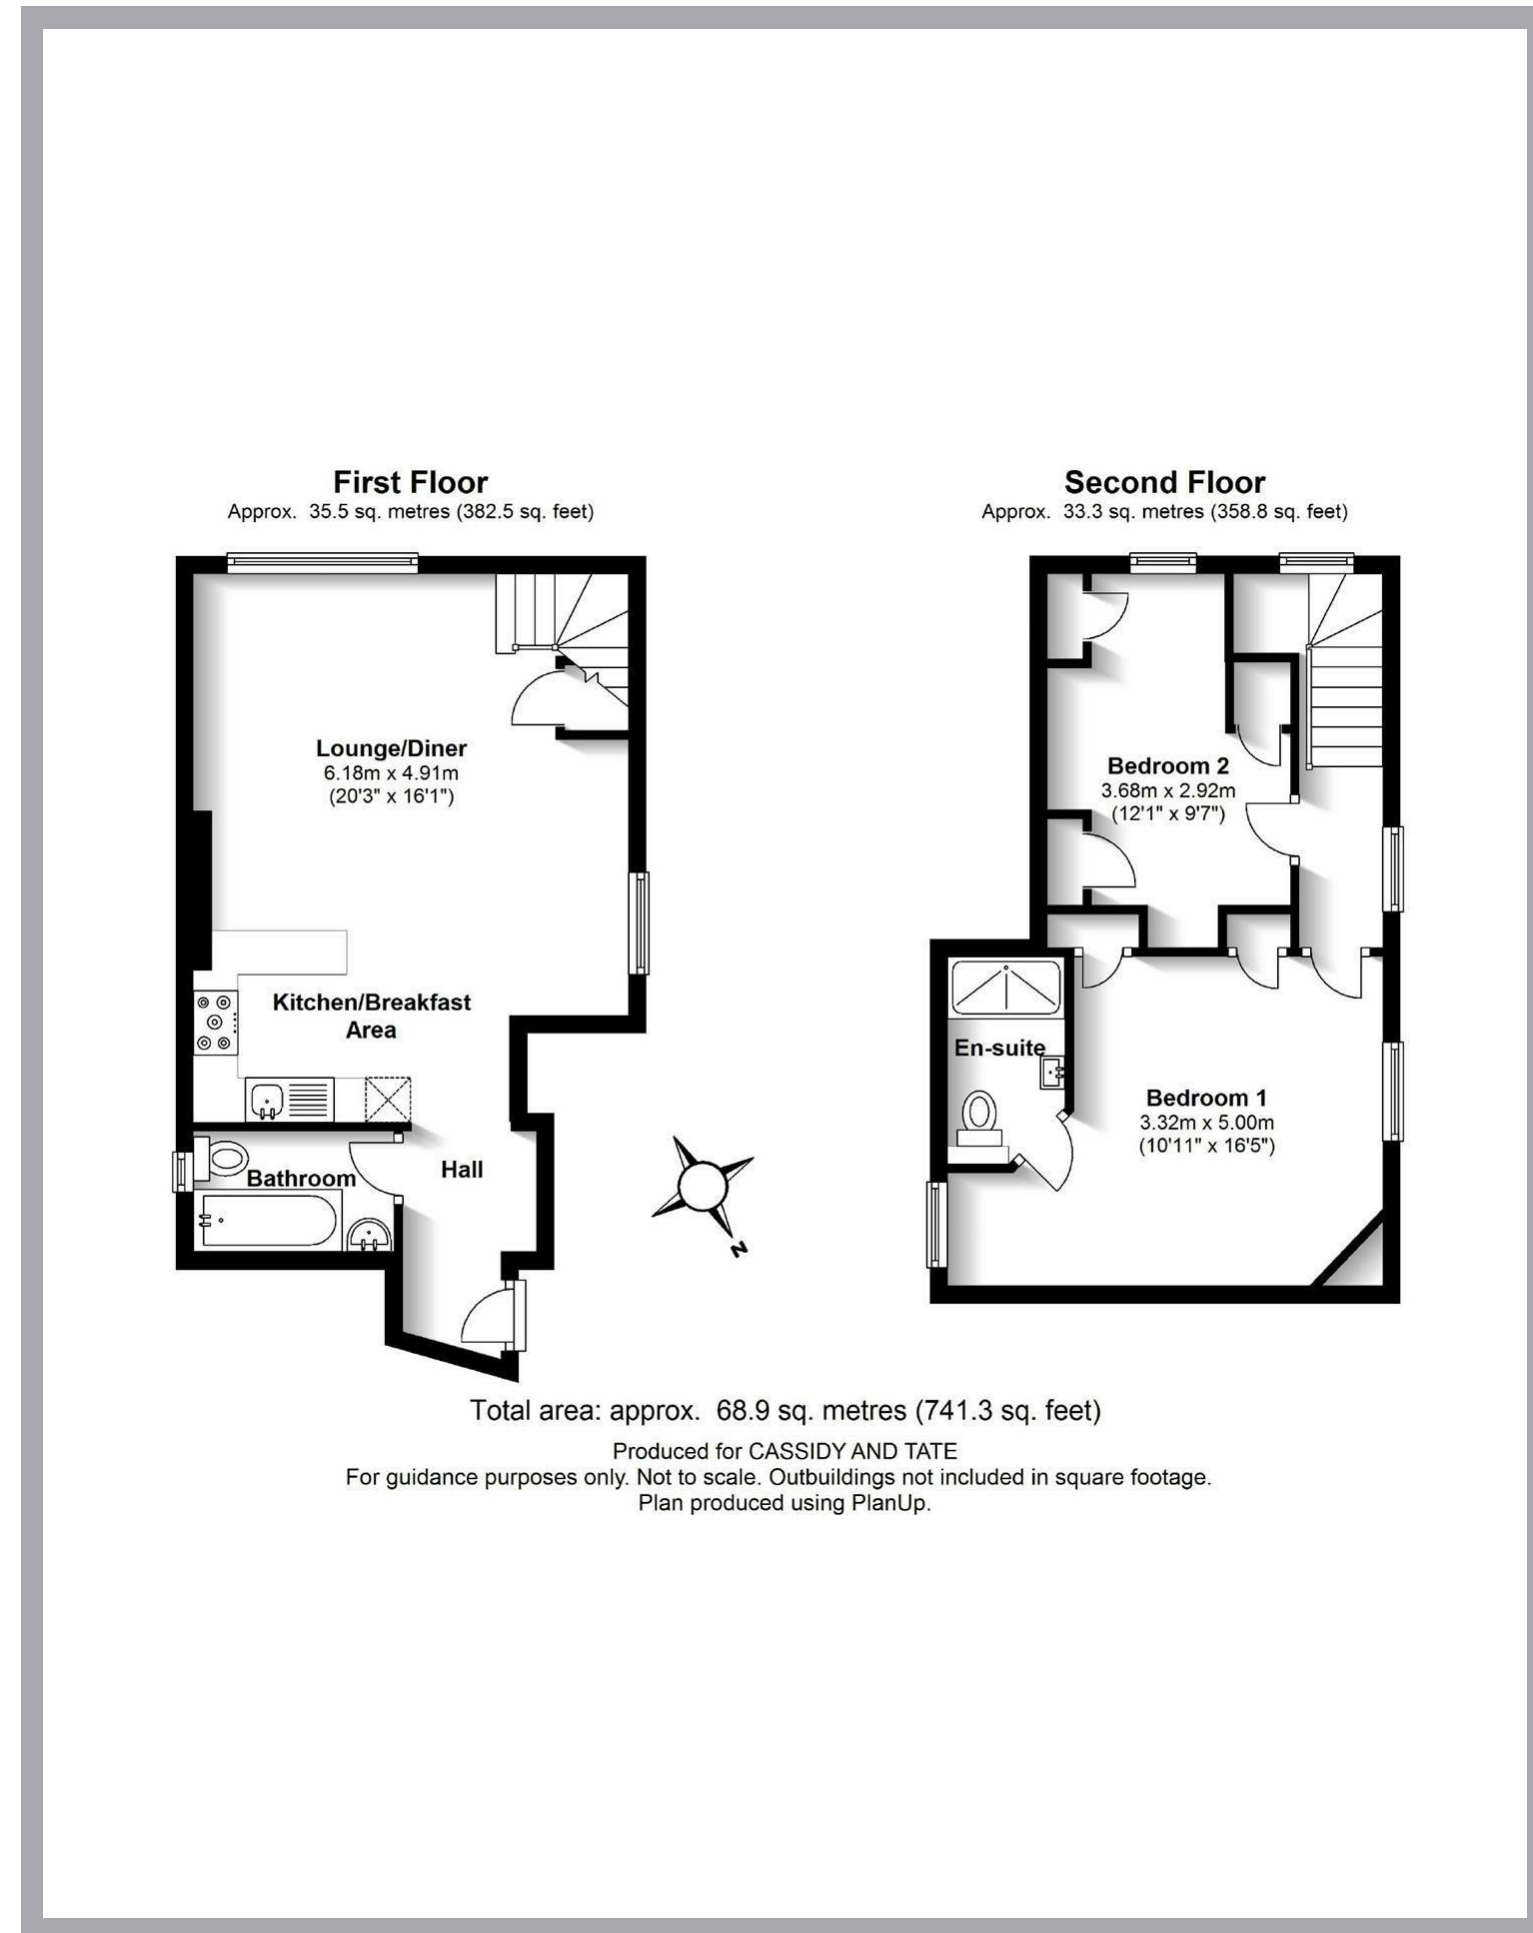 First Floor
Approx.  35.5 sq. metres (382.5 sq. feet)
Lounge/Diner
6.18m x 4.91m
(20'3" x 16'1")
Kitchen/Breakfast
Area
Bathroom
Hall
N
Second Floor
Approx.  33.3 sq. metres (358.8 sq. feet)
Bedroom 2
3.68m x 2.92m
(12'1" x 9'7")
En-suite
Bedroom 1
3.32m x 5.00m
(10'11" x 16'5")
Total area: approx.  68.9 sq. metres (741.3 sq. feet)
Produced for CASSIDY AND TATE
For guidance purposes only. Not to scale. Outbuildings not included in square footage.
Plan produced using PlanUp.